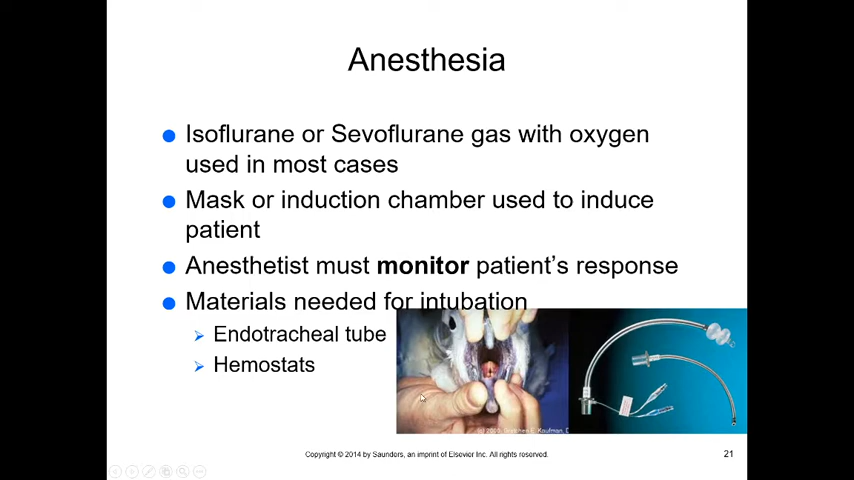 Anesthesia
Isoflurane or Sevoflurane gas with oxygen
used in most cases
Mask or induction chamber used to induce
patient
Anesthetist must monitor patient's response
Materials needed for intubation
Endotracheal tube
Hemostats
Copyright © 2014 by Saunders, an imprint of Elsevier Inc. All rights reserved.
21